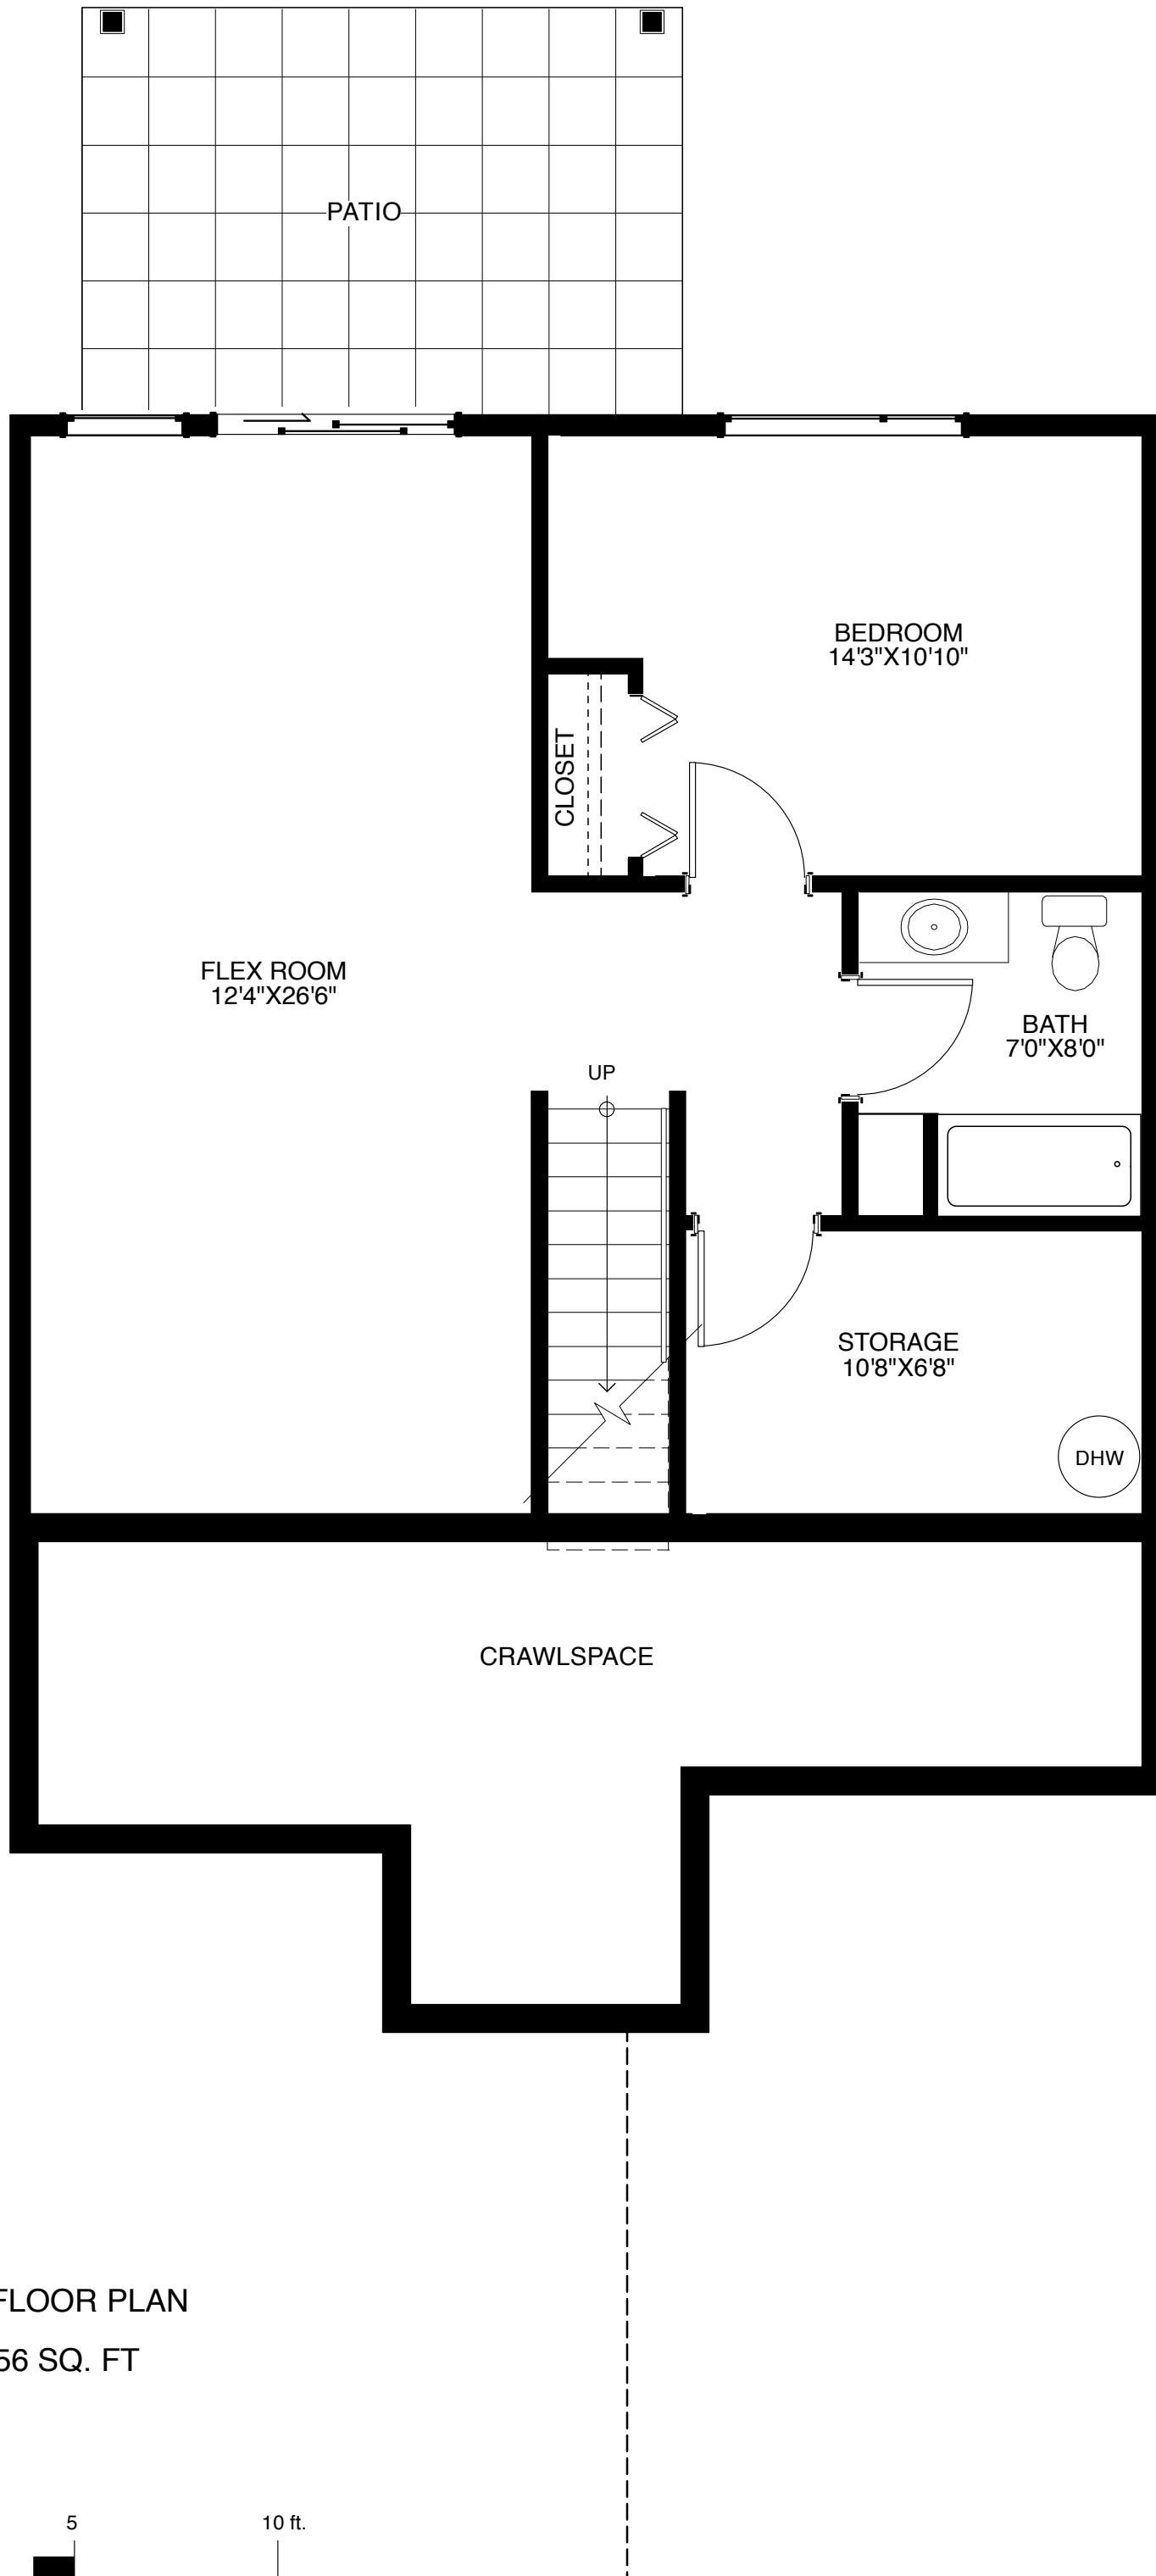 PATIO
BEDROOM
14'3"X10'10"
CLOSET
FLEX ROOM
12'4"X26'6"
BATH
7'0"X8'0"
UP
STORAGE
10'8"X6'8"
DHW
CRAWLSPACE
FLOOR PLAN
56 SQ. FT
5
10 ft.